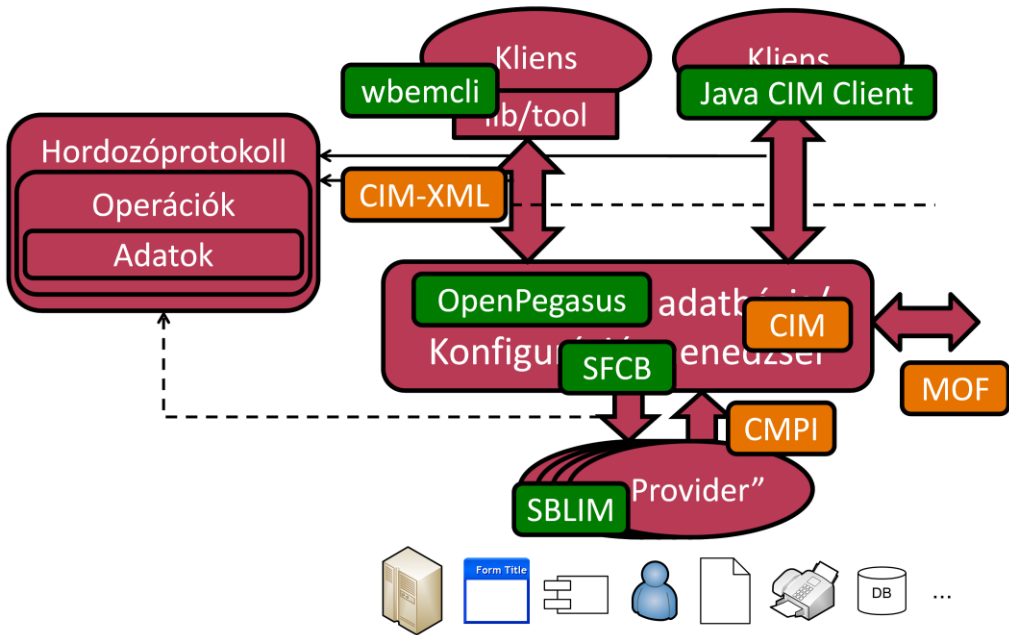 Kliens
Kliens
wbemcli
Java CIM Client
lib/tool
Hordozóprotokoll
Operációk
Adatok
CIM-XML
OpenPegasus
CIM
SFCB
MOF
CMPI
Provider”
SBLIM
Form Title
DB
...